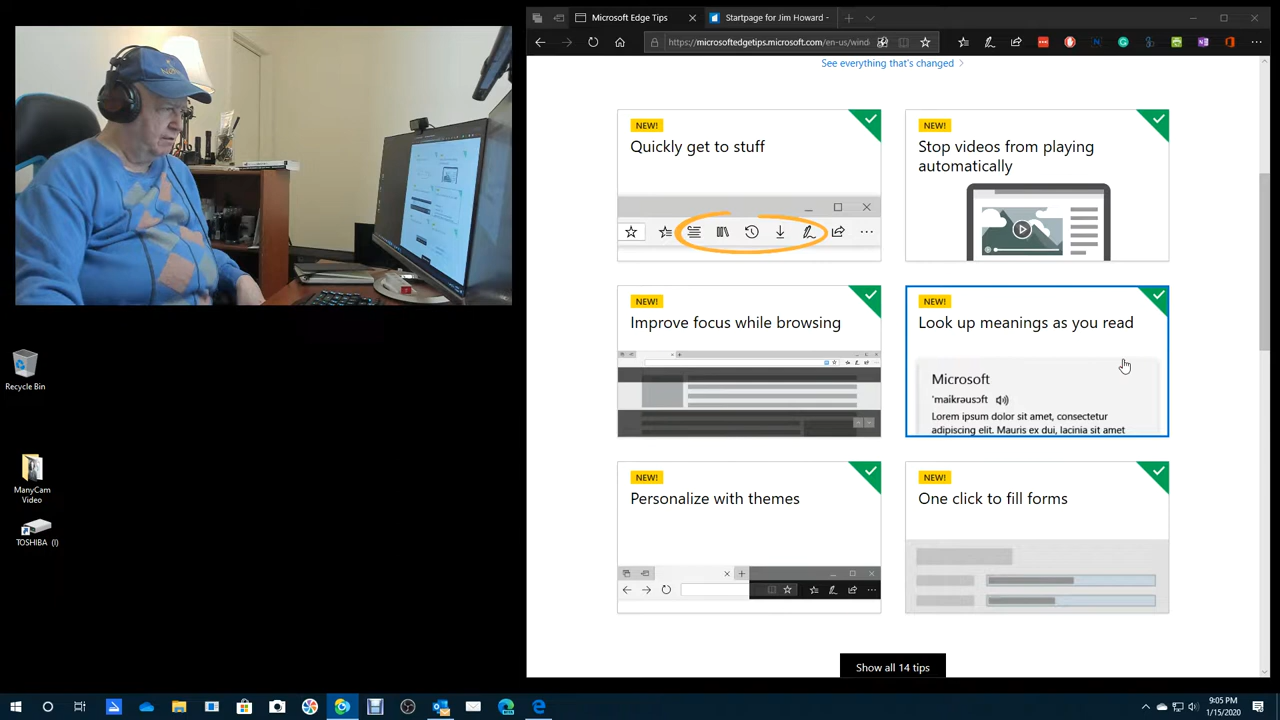 Microsoft Edge Tips
Startpage for Jim Howard -
https://microsoftedgetips.microsoft.com/en-us/wind
See everything that's changed
NEW!
Quickly get to stuff
NEW!
Stop videos from playing
automatically
NEW!
Improve focus while browsing
NEW!
Look up meanings as you read
Microsoft
ˈmaikrəusɔft
Lorem ipsum dolor sit amet, consectetur
adipiscing elit. Mauris ex dui, lacinia sit amet
NEW!
Personalize with themes
NEW!
One click to fill forms
Show all 14 tips
Recycle Bin
ManyCam
Video
TOSHIBA (I)
9:05 PM
1/15/2020